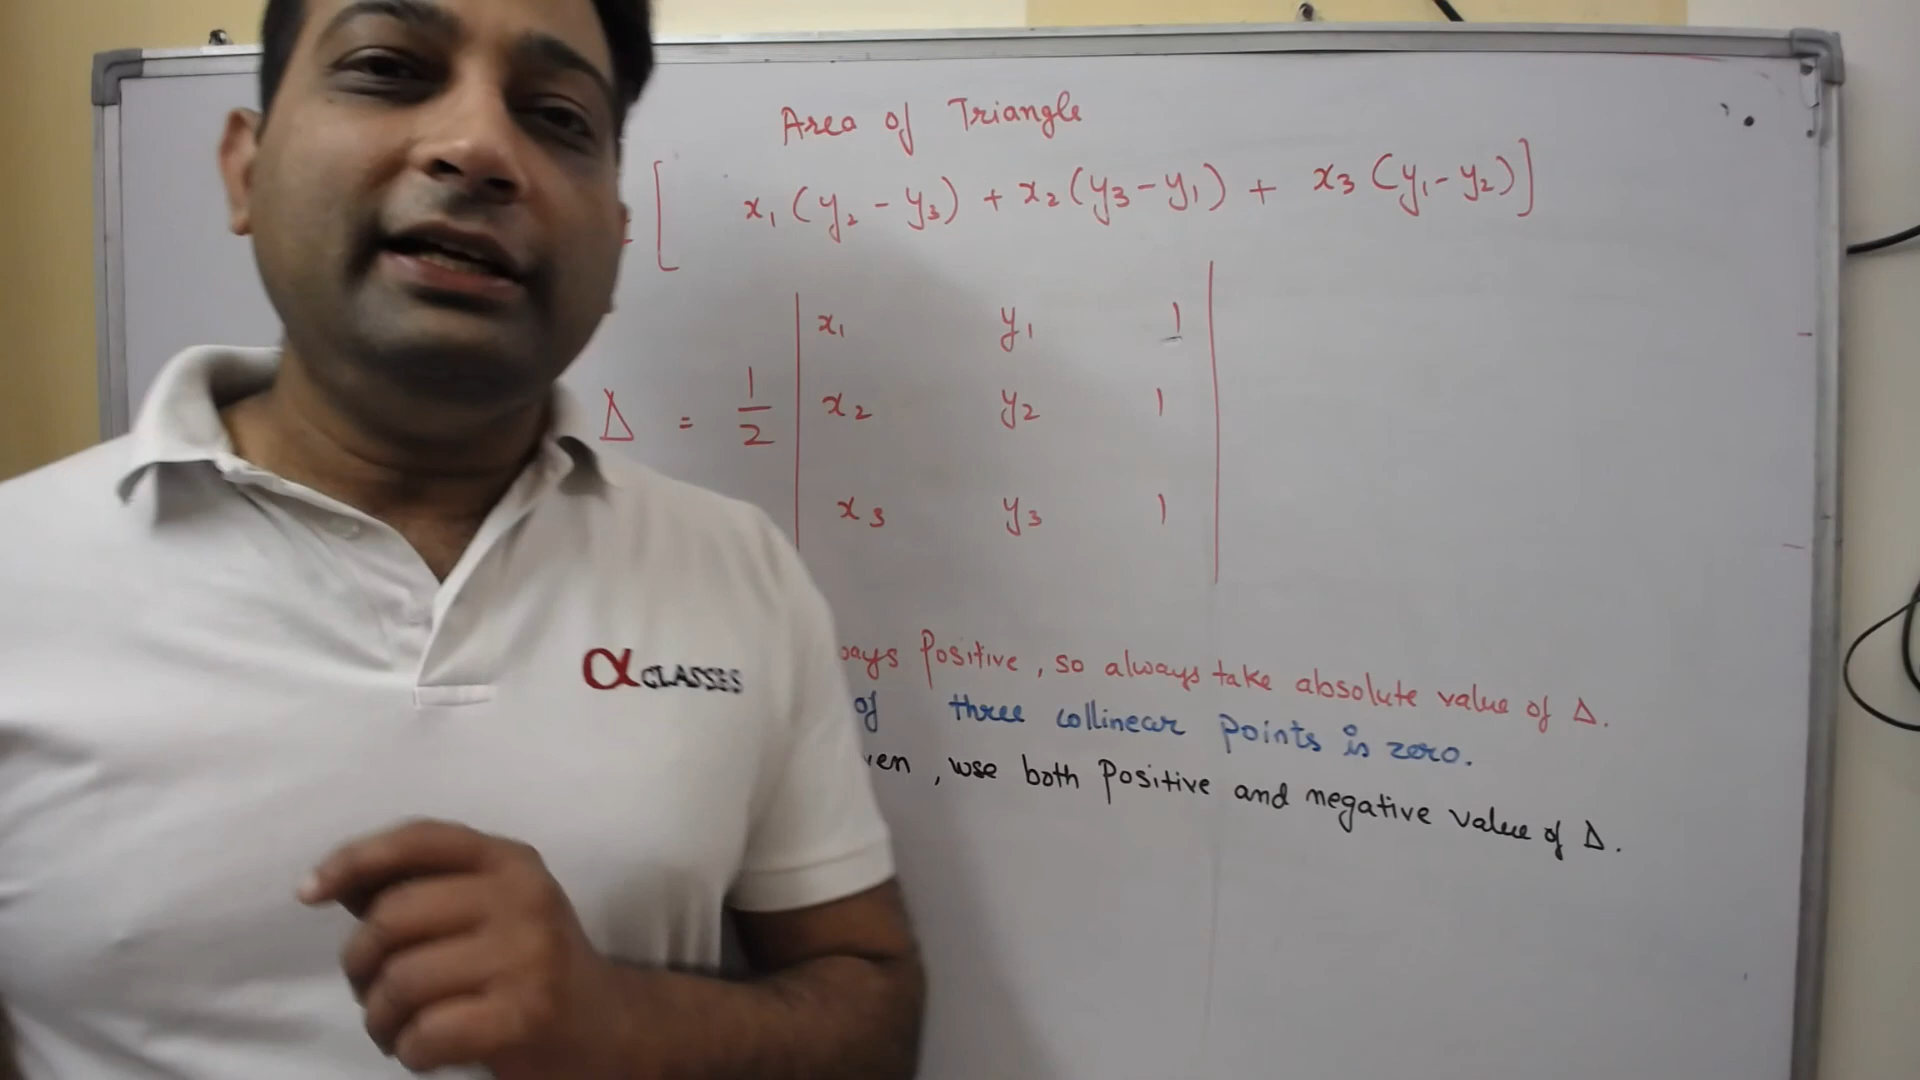 Area of Triangle
[ x₁ (y₂ - y₃) + x₂ (y₃ - y₁) + x₃ (y₁ - y₂) ]
x₁ y₁ 1
Δ = 1/2 | x₂ y₂ 1 |
x₃ y₃ 1
α CLASSES
Positive, so always take absolute value of Δ.
of three collinear points is zero.
, use both Positive and negative value of Δ.